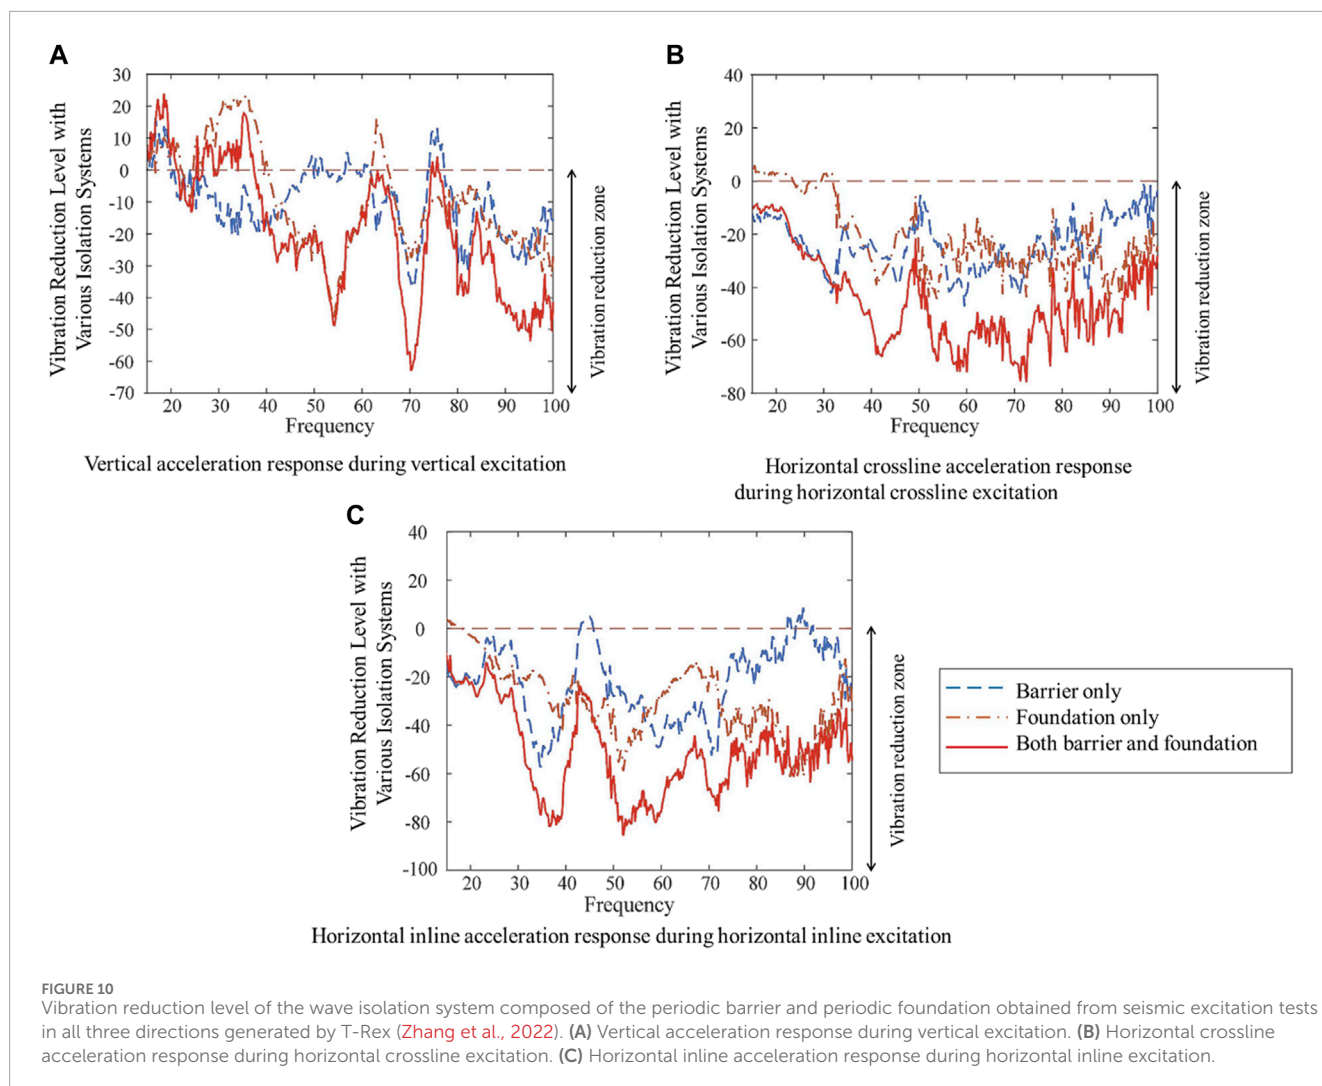 A
Vibration Reduction Level with
Various Isolation Systems
30
20
10
0
-10
-20
-30
-40
-50
-60
-70
20 30 40 50 60 70 80 90 100
Frequency
Vibration reduction zone
Vertical acceleration response during vertical excitation
B
Vibration Reduction Level with
Various Isolation Systems
40
20
0
-20
-40
-60
-80
20 30 40 50 60 70 80 90 100
Frequency
Vibration reduction zone
Horizontal crossline acceleration response
during horizontal crossline excitation
C
Vibration Reduction Level with
Various Isolation Systems
40
20
0
-20
-40
-60
-80
-100
20 30 40 50 60 70 80 90 100
Frequency
Vibration reduction zone
Horizontal inline acceleration response during horizontal inline excitation
Barrier only
Foundation only
Both barrier and foundation
FIGURE 10
Vibration reduction level of the wave isolation system composed of the periodic barrier and periodic foundation obtained from seismic excitation tests
in all three directions generated by T-Rex (Zhang et al., 2022). (A) Vertical acceleration response during vertical excitation. (B) Horizontal crossline
acceleration response during horizontal crossline excitation. (C) Horizontal inline acceleration response during horizontal inline excitation.